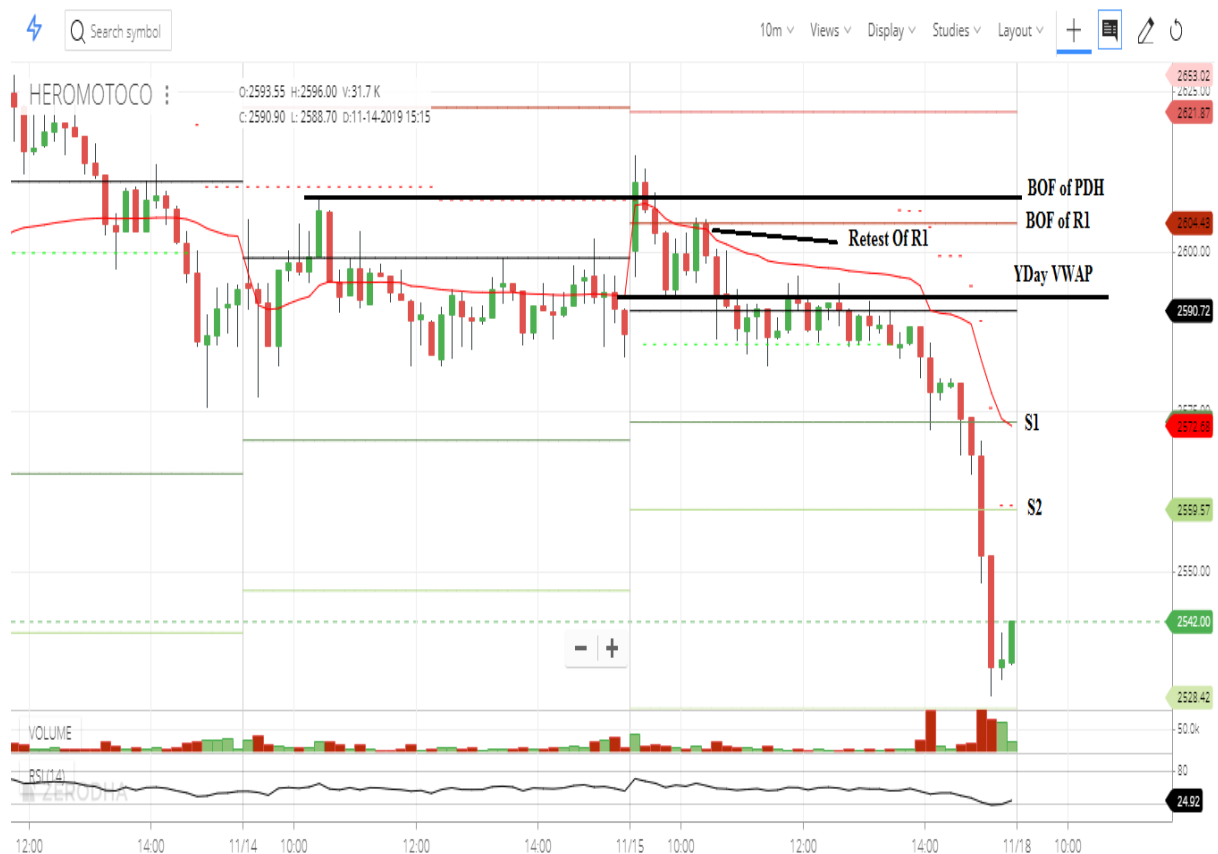 Search symbol
10m Views Display Studies Layout
HEROMOTOCO
O:2593.55 H:2596.00 V:31.7 K
C:2590.90 L: 2588.70 D:11-14-2019 15:15
2653.02
2625.00
2621.87
BOF of PDH
BOF of R1
2604.43
Retest Of R1
2600.00
YDay VWAP
2590.72
2575.00
S1
2572.68
S2
2559.57
2550.00
2542.00
2528.42
VOLUME
50.0k
RSI(14)
80
ZERODHA
24.92
12:00 14:00 11/14 10:00 12:00 14:00 11/15 10:00 12:00 14:00 11/18 10:00